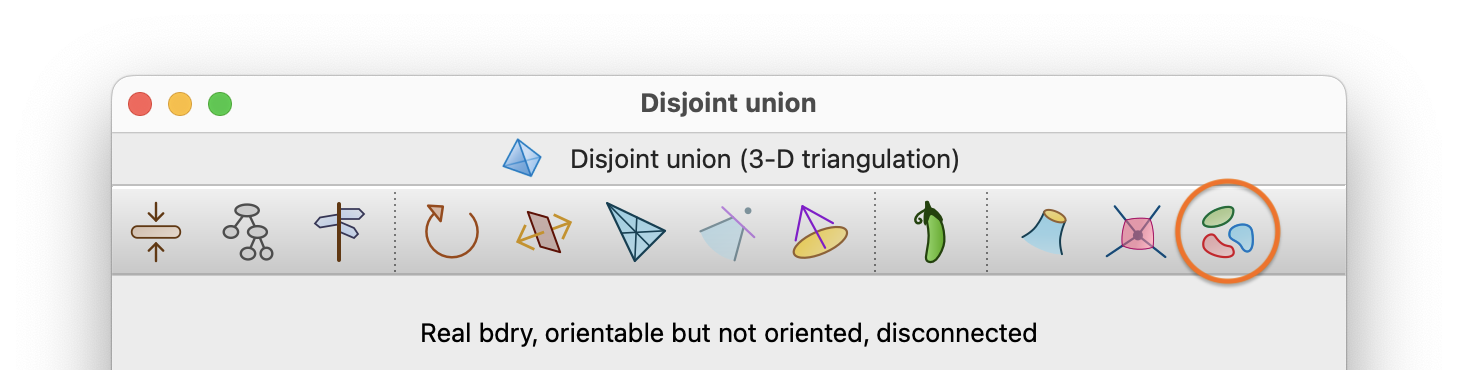 Disjoint union
Disjoint union (3-D triangulation)
Real bdry, orientable but not oriented, disconnected